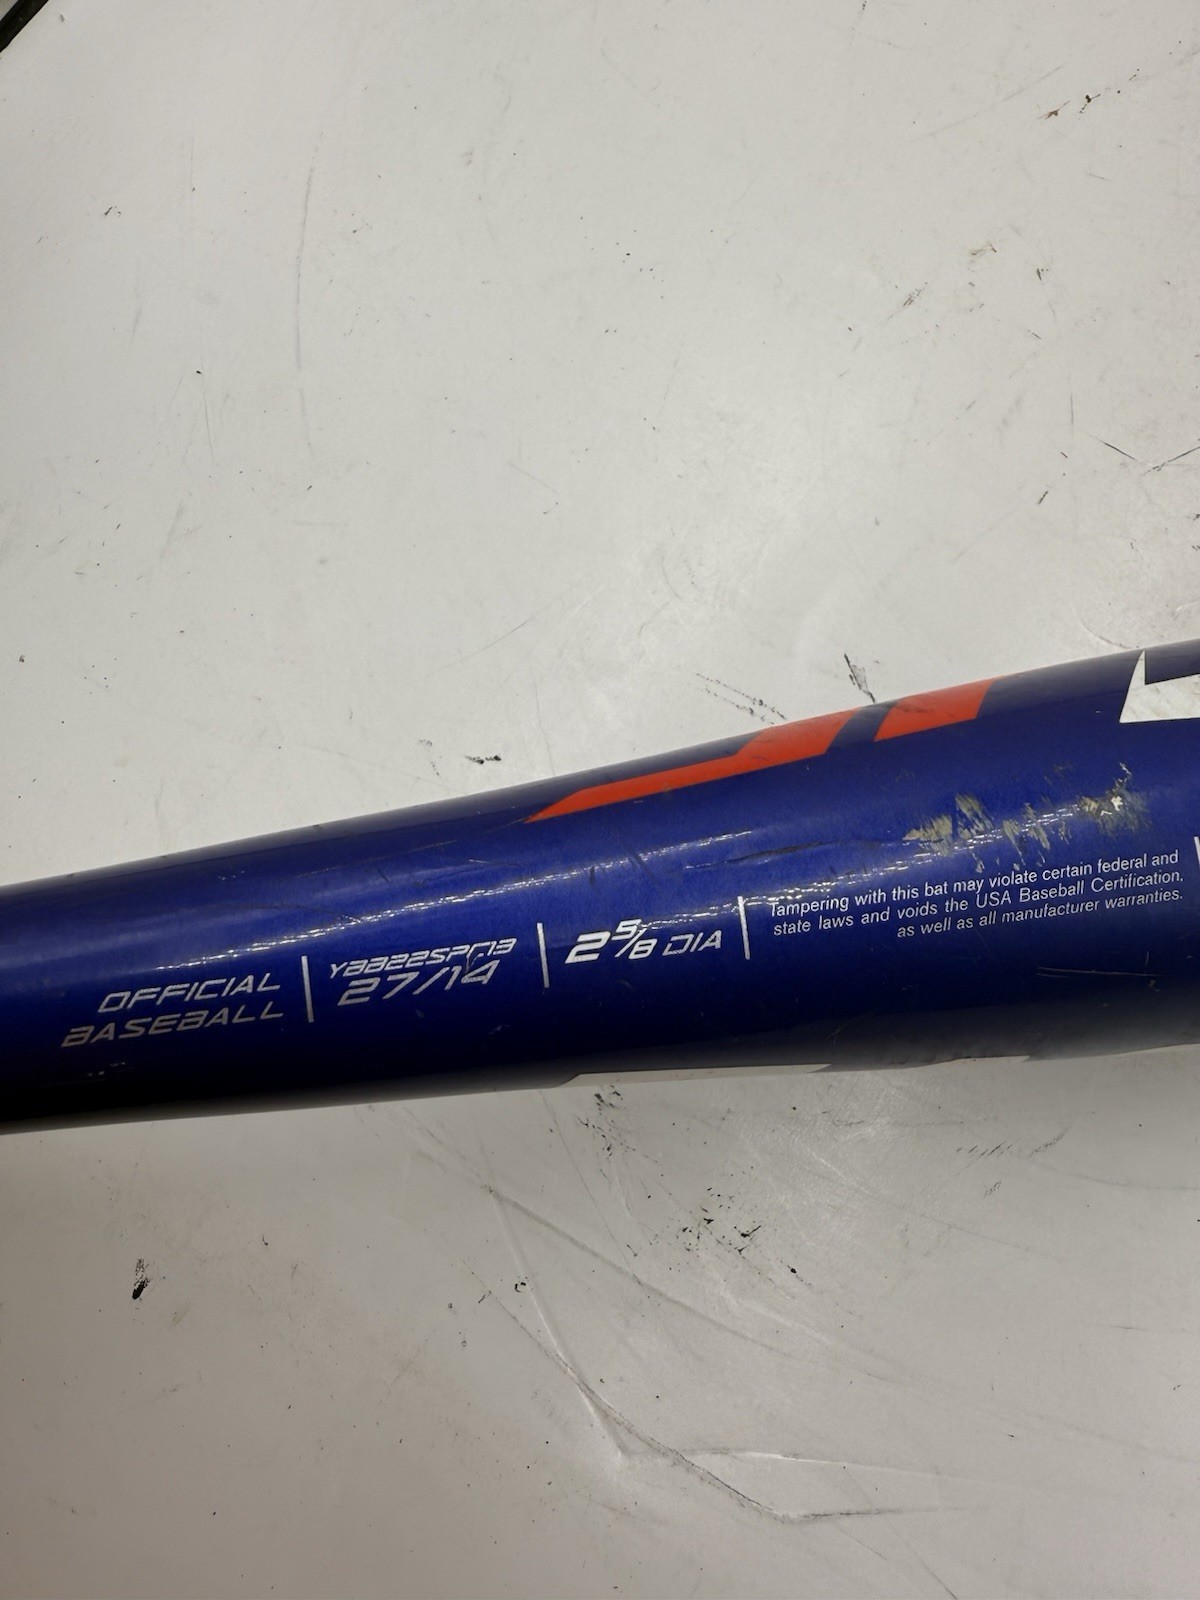 OFFICIAL
BASEBALL
27/14
2 5/8 DIA
Tampering with this bat may violate certain federal and
state laws and voids the USA Baseball Certification,
as well as all manufacturer warranties.